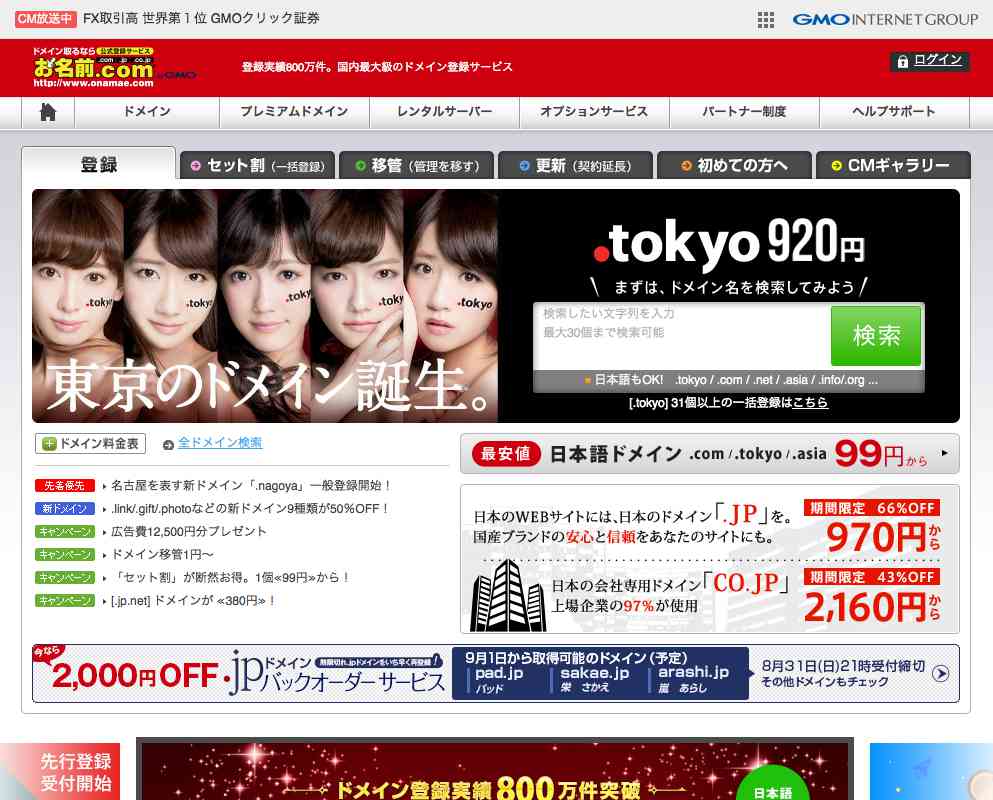 CM放送中 FX取引高 世界第1位 GMOクリック証券
GMO INTERNET GROUP
ドメイン取るなら 公式登録サービス
お名前.com by GMO
http://www.onamae.com
登録実績800万件。国内最大級のドメイン登録サービス
ログイン
ドメイン
プレミアムドメイン
レンタルサーバー
オプションサービス
パートナー制度
ヘルプサポート
登録
セット割（一括登録）
移管（管理を移す）
更新（契約延長）
初めての方へ
CMギャラリー
.tokyo
.tokyo
.tokyo
.tokyo
.tokyo
東京のドメイン誕生。
.tokyo 920円
\ まずは、ドメイン名を検索してみよう /
検索したい文字列を入力
最大30個まで検索可能
検索
日本語もOK! .tokyo / .com / .net / .asia / .info/.org ...
[.tokyo] 31個以上の一括登録はこちら
ドメイン料金表
全ドメイン検索
先着優先 名古屋を表す新ドメイン「.nagoya」一般登録開始！
新ドメイン .link/.gift/.photoなどの新ドメイン9種類が50%OFF！
キャンペーン 広告費12,500円分プレゼント
キャンペーン ドメイン移管1円〜
キャンペーン 「セット割」が断然お得。1個≪99円≫から！
キャンペーン [.jp.net] ドメインが ≪380円≫！
最安値 日本語ドメイン .com /.tokyo /.asia 99円から
日本のWEBサイトには、日本のドメイン「.JP」を。
国産ブランドの安心と信頼をあなたのサイトにも。
期間限定 66%OFF
970円から
日本の会社専用ドメイン「CO.JP」
上場企業の97%が使用
期間限定 43%OFF
2,160円から
今なら
2,000円OFF
.jpドメイン 期限切れ.jpドメインをいち早く再登録！
バックオーダーサービス
9月1日から取得可能のドメイン（予定）
pad.jp パッド
sakae.jp 栄 さかえ
arashi.jp 嵐 あらし
8月31日(日)21時受付締切
その他ドメインもチェック
先行登録
受付開始
ドメイン登録実績800万件突破
日本語